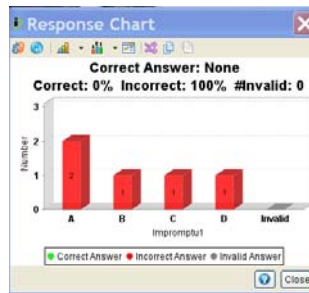 Response Chart
Correct Answer: None
Correct: 0% Incorrect: 100% #Invalid: 0
Number
3
2
1
0
2
1
1
1
A B C D Invalid
Impromptu1
Correct Answer Incorrect Answer Invalid Answer
Close